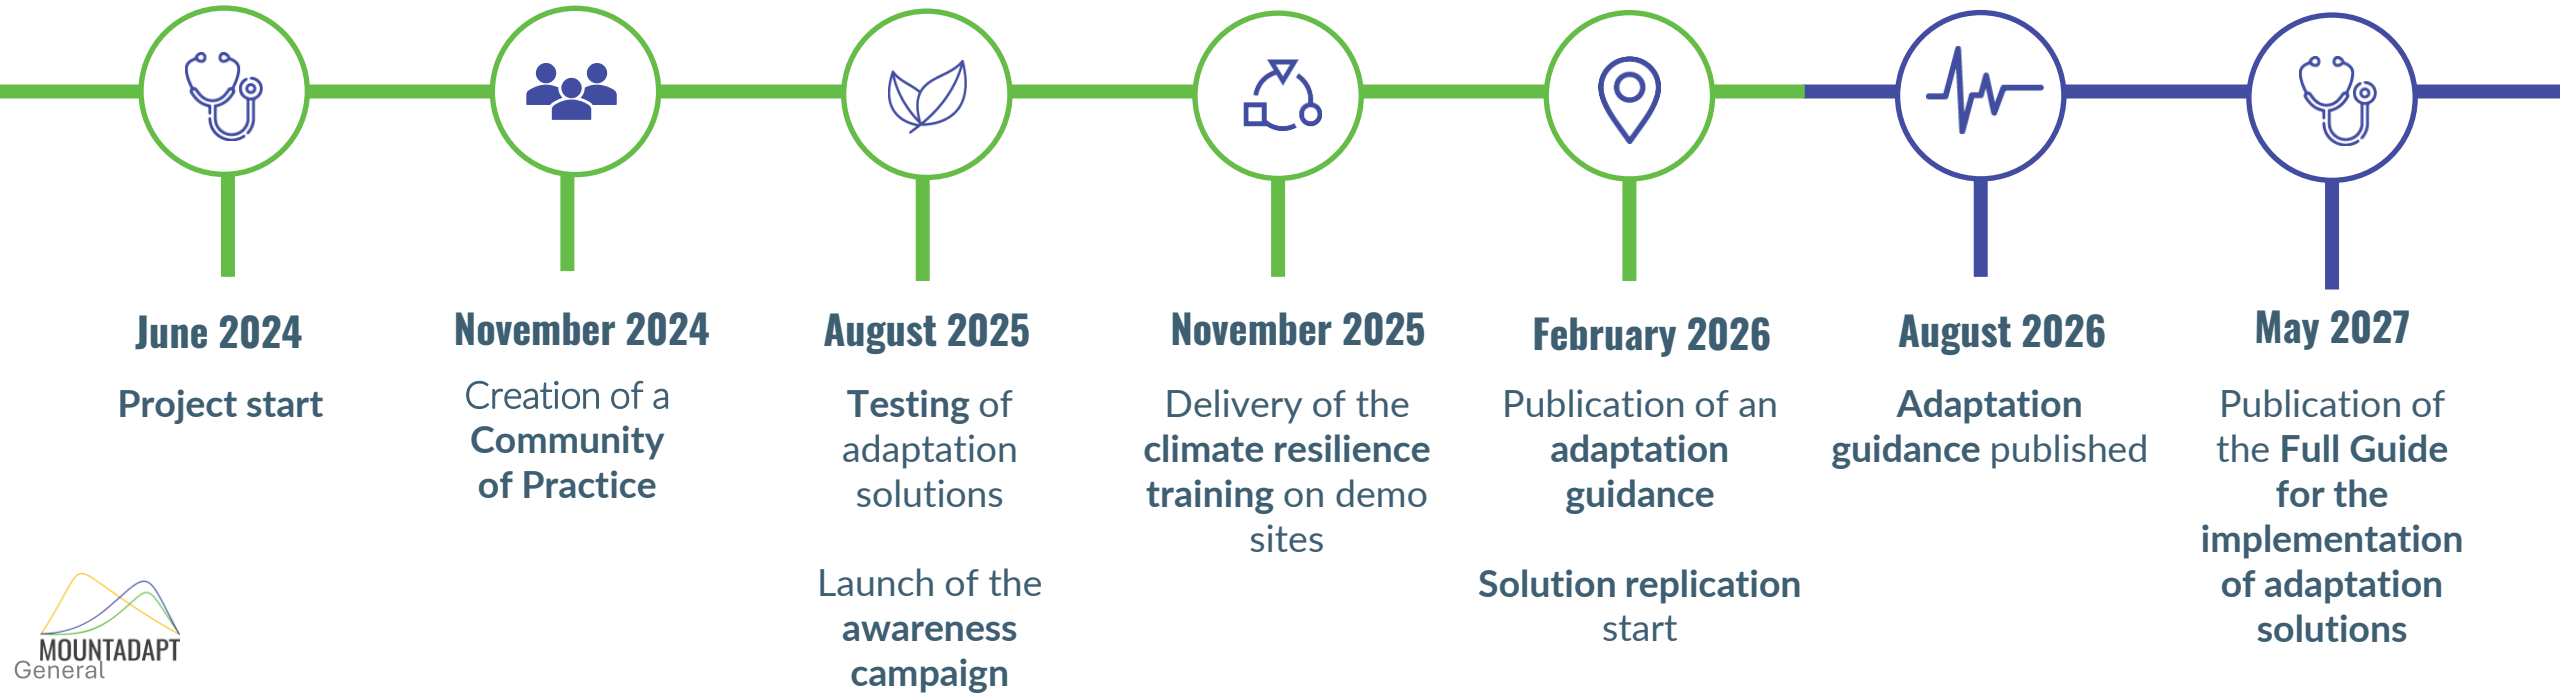 June 2024
Project start
November 2024
Creation of a
Community
of Practice
August 2025
Testing of
adaptation
solutions
Launch of the
awareness
campaign
November 2025
Delivery of the
climate resilience
training on demo
sites
February 2026
Publication of an
adaptation
guidance
Solution replication
start
August 2026
Adaptation
guidance published
May 2027
Publication of
the Full Guide
for the
implementation
of adaptation
solutions
MOUNTADAPT
General